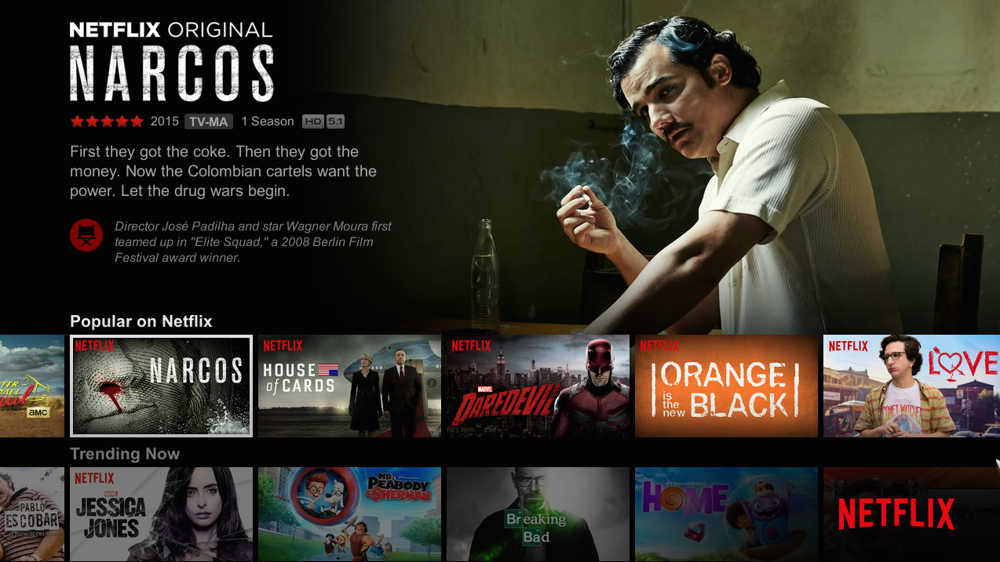 NETFLIX ORIGINAL
NARCOS
2015 TV-MA 1 Season HD 5.1
First they got the coke. Then they got the
money. Now the Colombian cartels want the
power. Let the drug wars begin.
Director José Padilha and star Wagner Moura first
teamed up in "Elite Squad," a 2008 Berlin Film
Festival award winner.
Popular on Netflix
aul
amc
NETFLIX
NARCOS
NETFLIX
HOUSE
of CARDS
NETFLIX
MARVEL
DAREDEVIL
NETFLIX
ORANGE
is
the
new
BLACK
NETFLIX
LOVE
COMET
Trending Now
PABLO
ESCOBAR
NETFLIX
MARVEL
JESSICA
JONES
MR.
PEABODY
&SHERMAN
Breaking
Bad
DREAMWORKS
HOME
NETFLIX